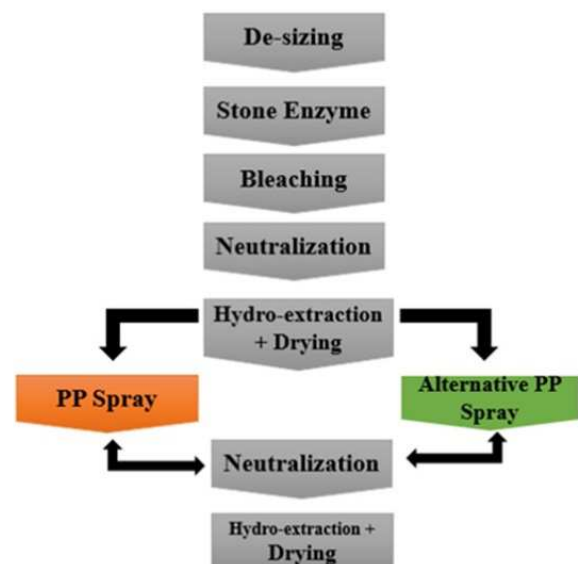 De-sizing
Stone Enzyme
Bleaching
Neutralization
Hydro-extraction
+ Drying
PP Spray
Alternative PP
Spray
Neutralization
Hydro-extraction +
Drying